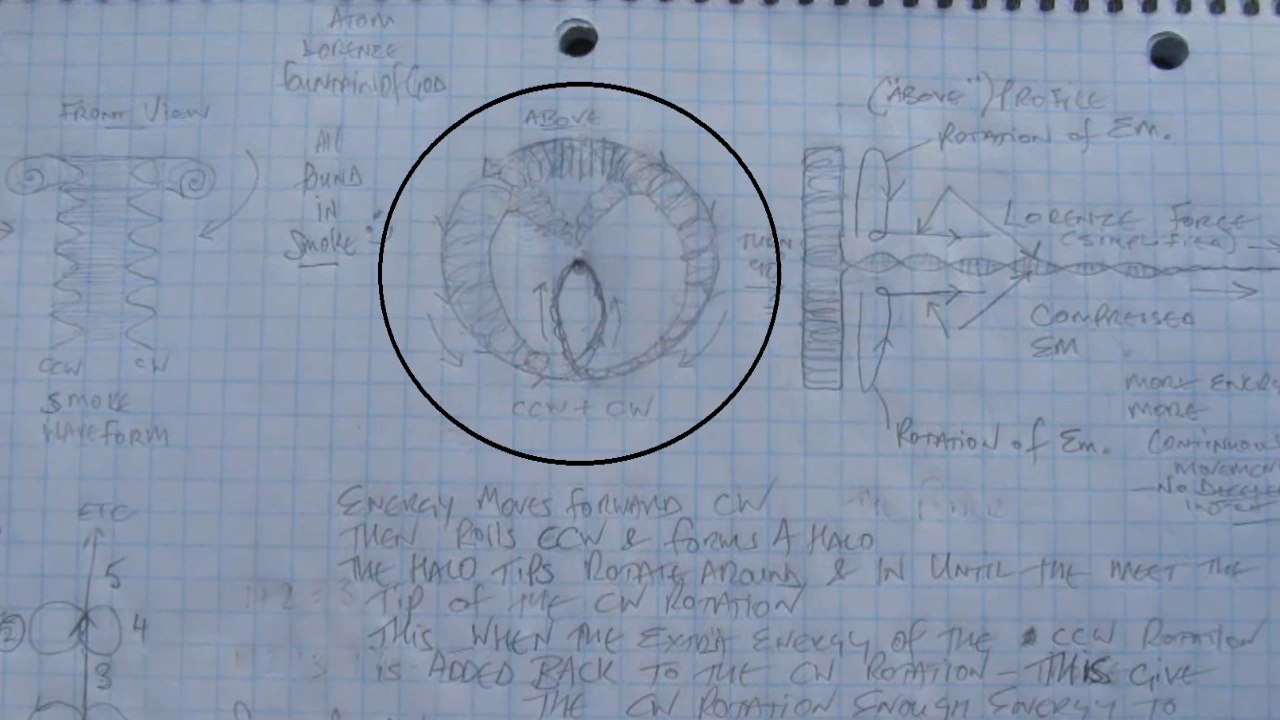 ATOM
LORENZE
FOUNTAIN OF GOD
FRONT VIEW
All
FOUND
IN
SMOKE
CCW CW
SMOKE
WAVEFORM
ABOVE
CCW + CW
THEN
("ABOVE") PROFILE
ROTATION OF EM.
LORENZE FORCE
(SIMPLIFIED)
COMPRESSED
EM
ROTATION OF EM.
MORE
MORE
NO
ETC
5
4
3
2
ENERGY MOVES FORWARD CW
THEN ROLLS CCW & FORMS A HALO
THE HALO TIPS ROTATE AROUND & IN UNTIL THE MEET THE
TIP OF THE CW ROTATION
THIS WHEN THE EXTRA ENERGY OF THE CCW ROTATION
IS ADDED BACK TO THE CW ROTATION - THIS GIVE
THE CW ROTATION ENOUGH ENERGY TO